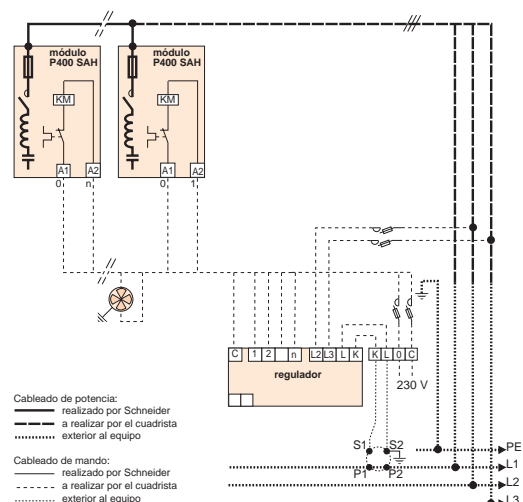 módulo
P400 SAH
módulo
P400 SAH
KM
KM
A1
A2
A1
A2
0
n
0
1
C
1
2
n
L2
L3
L
K
K
L
0
C
regulador
230 V
Cableado de potencia:
realizado por Schneider
a realizar por el cuadrista
exterior al equipo
Cableado de mando:
realizado por Schneider
a realizar por el cuadrista
exterior al equipo
S1
S2
P1
P2
PE
L1
L2
L3